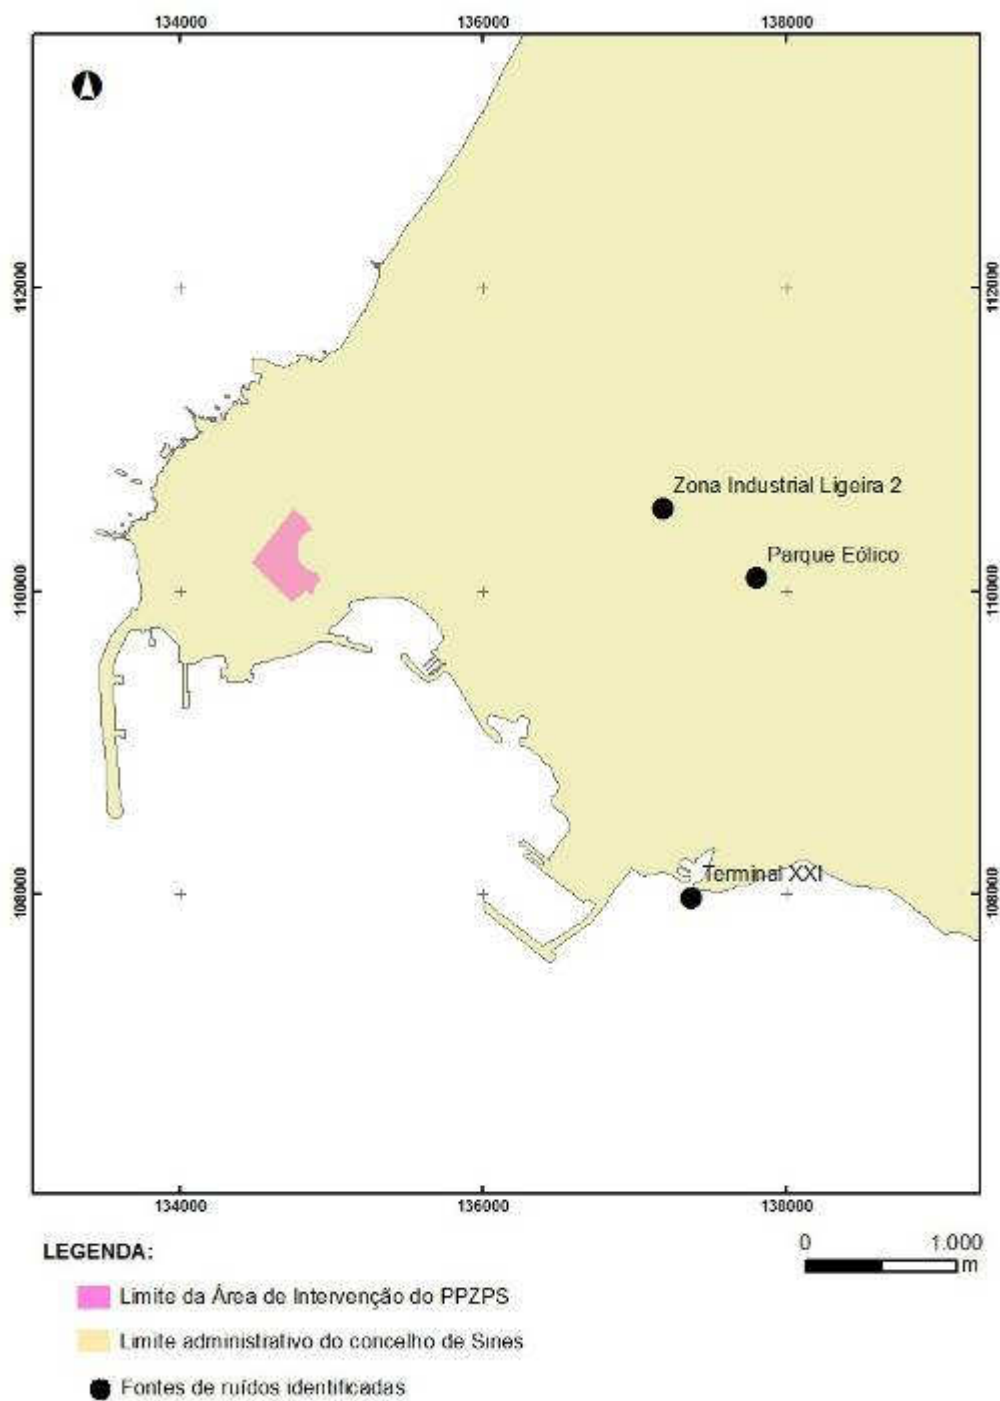 134000 136000 138000
112000 112000
Zona Industrial Ligeira 2
Parque Eólico
110000 110000
Terminal XXI
108000 108000
134000 136000 138000
LEGENDA:
0 1.000
m
Limite da Área de Intervenção do PPZPS
Limite administrativo do concelho de Sines
Fontes de ruídos identificadas